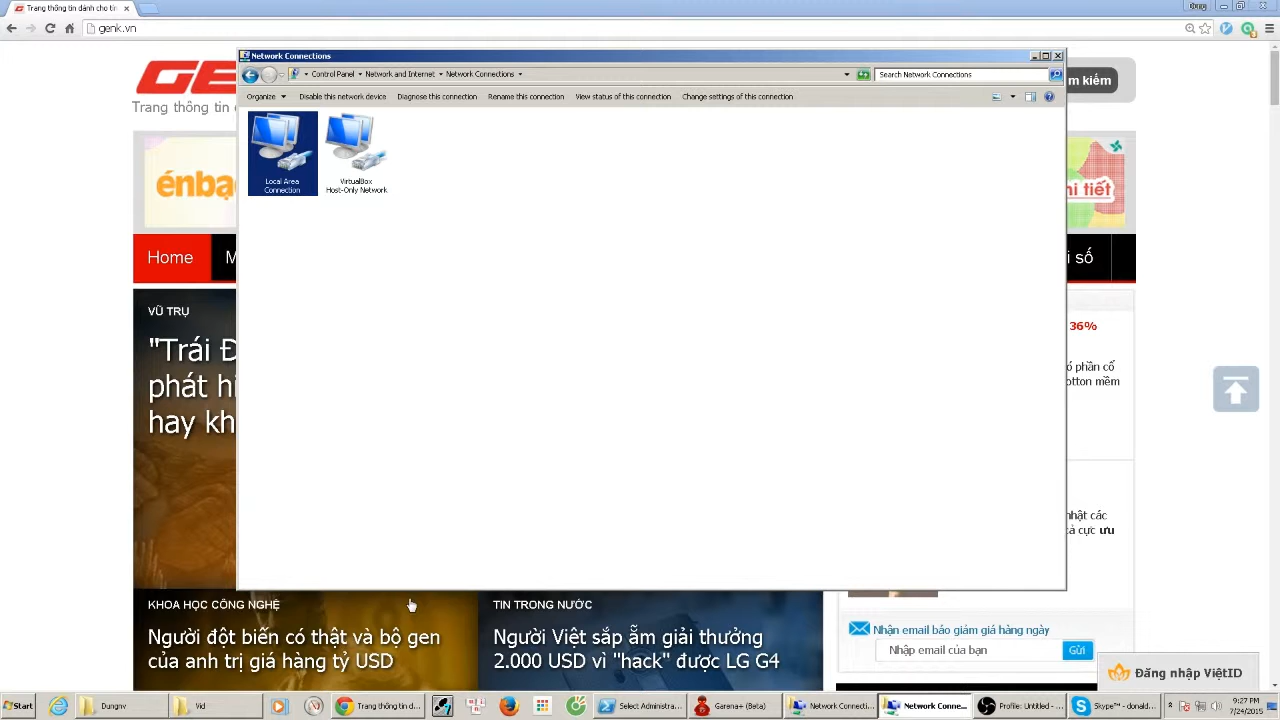 Trang thông tin dành cho tín
Dung
genk.vn
GE
Trang thông tin
m kiếm
énbạ
hi tiết
Home
M
i số
VŨ TRỤ
"Trái Đ
phát hi
hay kh
36%
ó phần cổ
otton mềm
nhật các
cả cực ưu
Network Connections
Control Panel
Network and Internet
Network Connections
Search Network Connections
Organize
Disable this network device
Diagnose this connection
Rename this connection
View status of this connection
Change settings of this connection
Local Area
Connection
VirtualBox
Host-Only Network
KHOA HỌC CÔNG NGHỆ
Người đột biến có thật và bộ gen
của anh trị giá hàng tỷ USD
TIN TRONG NƯỚC
Người Việt sắp ẵm giải thưởng
2.000 USD vì "hack" được LG G4
Nhận email báo giảm giá hàng ngày
Nhập email của bạn
Gửi
Đăng nhập ViệtID
Start
Dungnv
Vid
Trang thông tin d...
Select Administra...
Garena+ (Beta)
Network Connecti...
Network Conne...
Profile: Untitled - ...
Skype™ - donald...
9:27 PM
7/24/2015